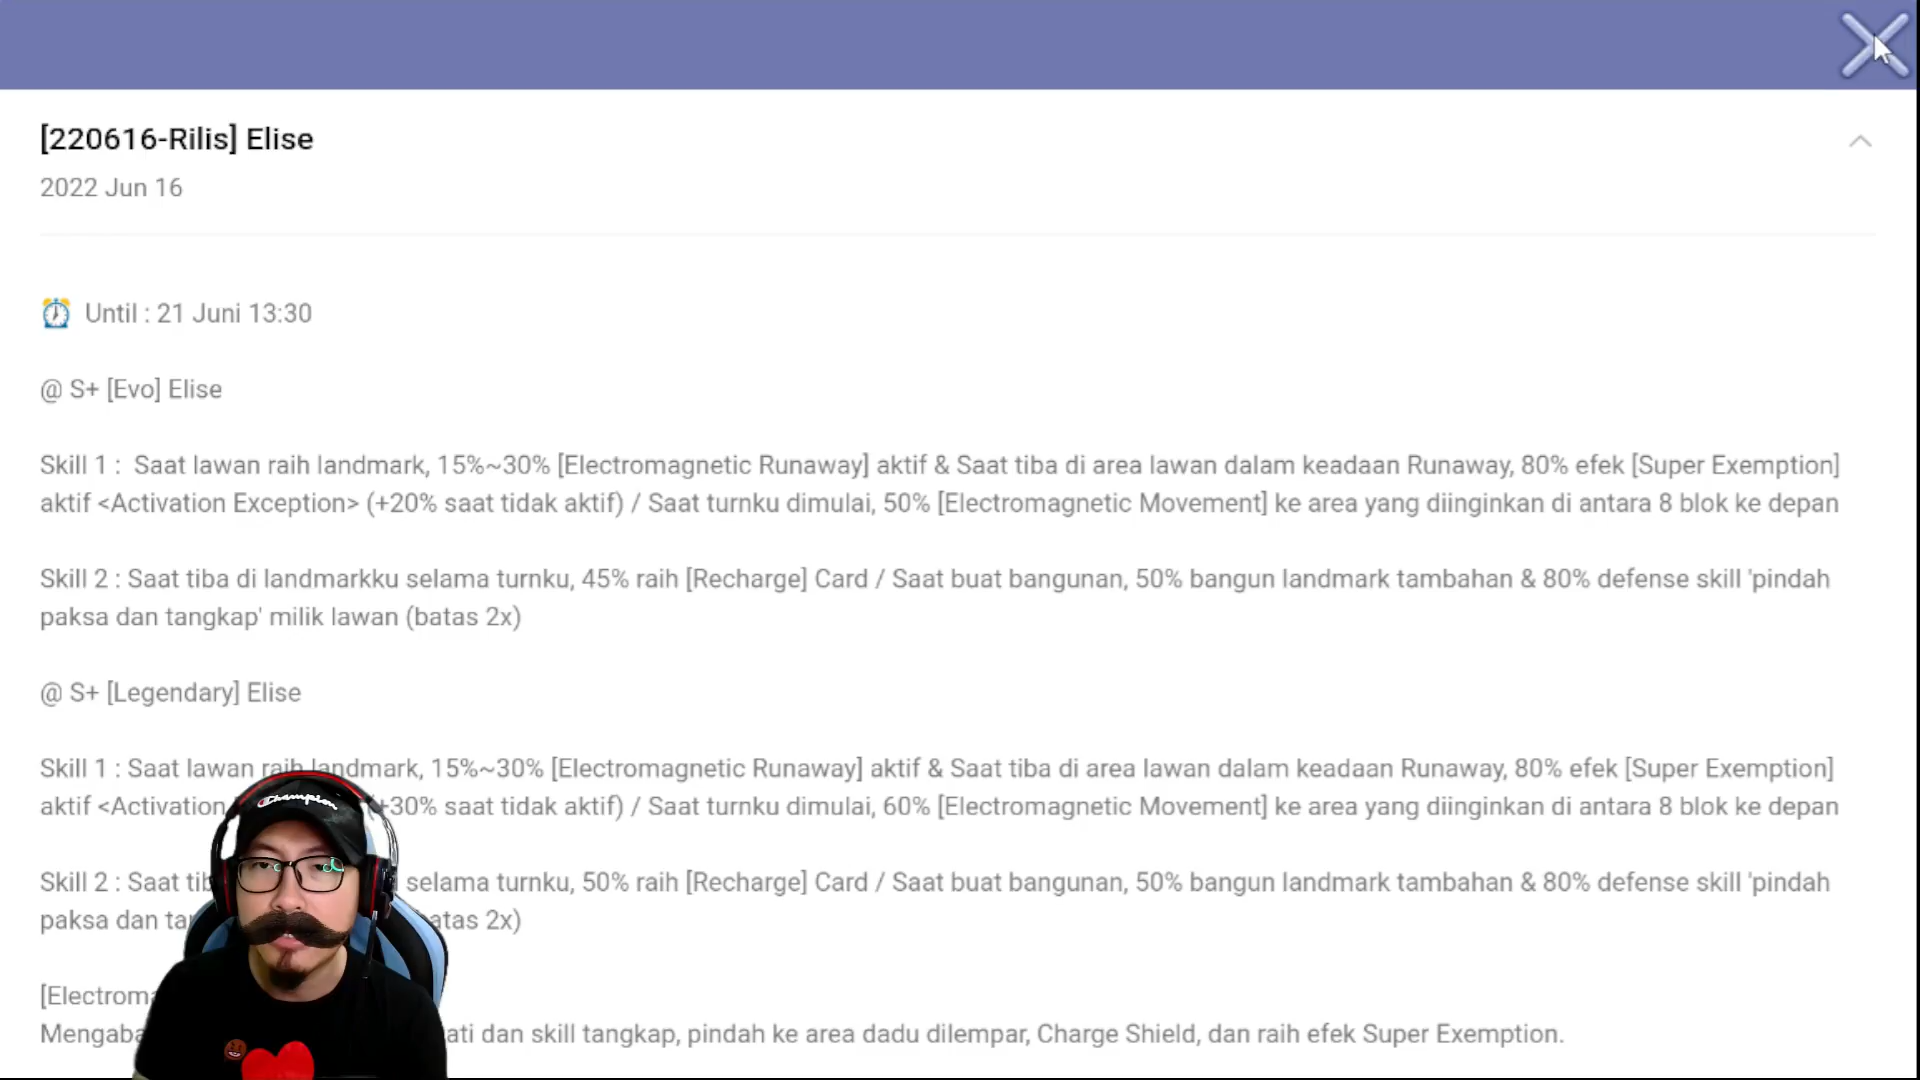 [220616-Rilis] Elise
2022 Jun 16
Until : 21 Juni 13:30
@ S+ [Evo] Elise
Skill 1 : Saat lawan raih landmark, 15%~30% [Electromagnetic Runaway] aktif & Saat tiba di area lawan dalam keadaan Runaway, 80% efek [Super Exemption]
aktif <Activation Exception> (+20% saat tidak aktif) / Saat turnku dimulai, 50% [Electromagnetic Movement] ke area yang diinginkan di antara 8 blok ke depan
Skill 2 : Saat tiba di landmarkku selama turnku, 45% raih [Recharge] Card / Saat buat bangunan, 50% bangun landmark tambahan & 80% defense skill 'pindah
paksa dan tangkap' milik lawan (batas 2x)
@ S+ [Legendary] Elise
Skill 1 : Saat lawan raih landmark, 15%~30% [Electromagnetic Runaway] aktif & Saat tiba di area lawan dalam keadaan Runaway, 80% efek [Super Exemption]
aktif <Activation (+30% saat tidak aktif) / Saat turnku dimulai, 60% [Electromagnetic Movement] ke area yang diinginkan di antara 8 blok ke depan
Skill 2 : Saat selama turnku, 50% raih [Recharge] Card / Saat buat bangunan, 50% bangun landmark tambahan & 80% defense skill 'pindah
paksa dan 2x)
Champion
dan skill tangkap, pindah ke area dadu dilempar, Charge Shield, dan raih efek Super Exemption.